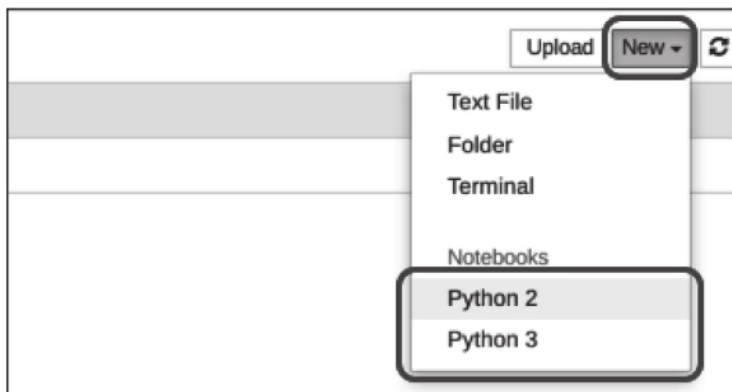 Upload New
Text File
Folder
Terminal
Notebooks
Python 2
Python 3